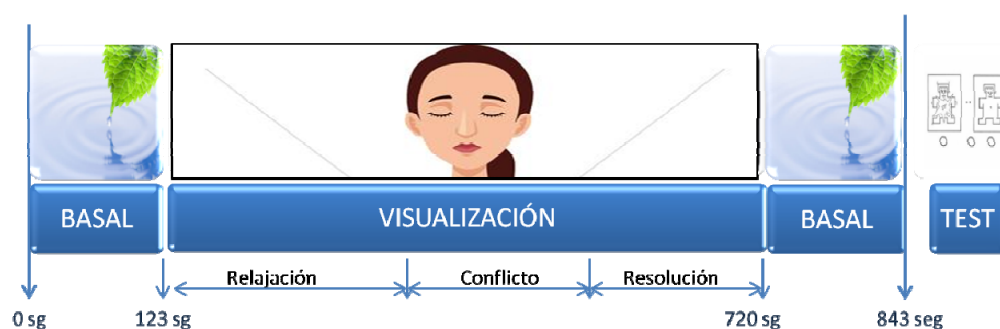 BASAL
VISUALIZACIÓN
BASAL
TEST
Relajación
Conflicto
Resolución
0 sg
123 sg
720 sg
843 seg